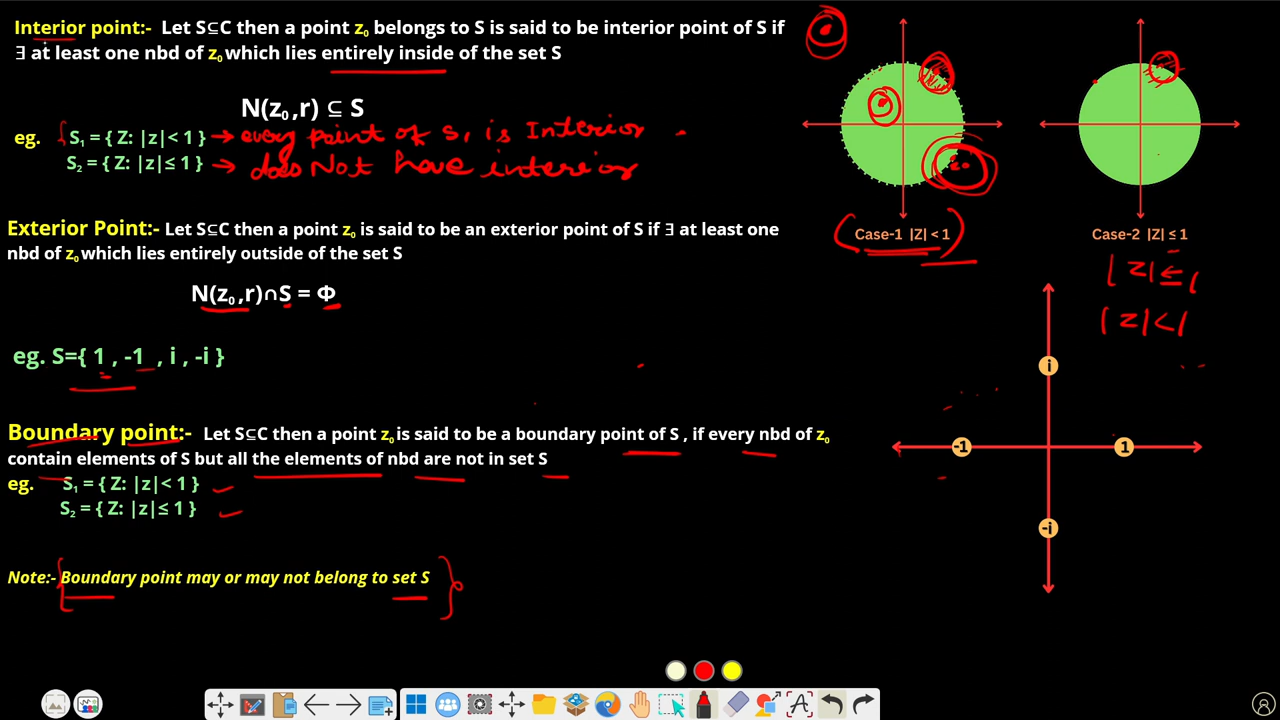 Interior point:- Let S⊆C then a point z₀ belongs to S is said to be interior point of S if
∃ at least one nbd of z₀ which lies entirely inside of the set S
N(z₀,r) ⊆ S
eg. S₁ = { Z: |z|< 1 } → every point of S₁ is Interior
S₂ = { Z: |z|≤ 1 } → does Not have interior
Exterior Point:- Let S⊆C then a point z₀ is said to be an exterior point of S if ∃ at least one
nbd of z₀ which lies entirely outside of the set S
N(z₀,r)∩S = Φ
eg. S={ 1 , -1 , i , -i }
Boundary point:- Let S⊆C then a point z₀ is said to be a boundary point of S , if every nbd of z₀
contain elements of S but all the elements of nbd are not in set S
eg. S₁ = { Z: |z|< 1 }
S₂ = { Z: |z|≤ 1 }
Note:- Boundary point may or may not belong to set S
Case-1 |Z| < 1
Case-2 |Z| ≤ 1
|z|≤1
|z|<1
i
-1
1
-i